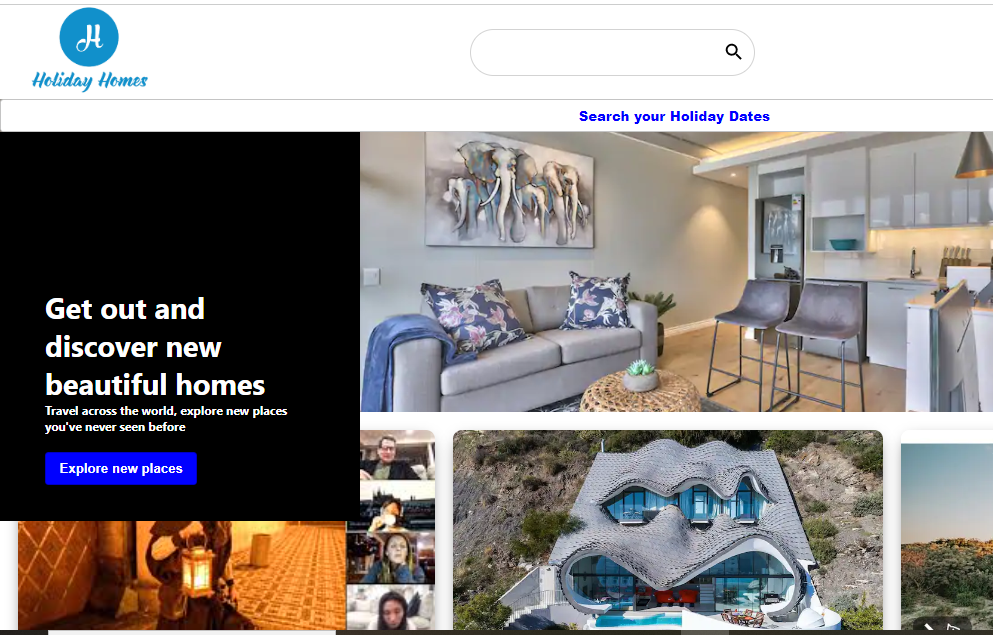 H
Holiday Homes
Search your Holiday Dates
Get out and
discover new
beautiful homes
Travel across the world, explore new places
you've never seen before
Explore new places